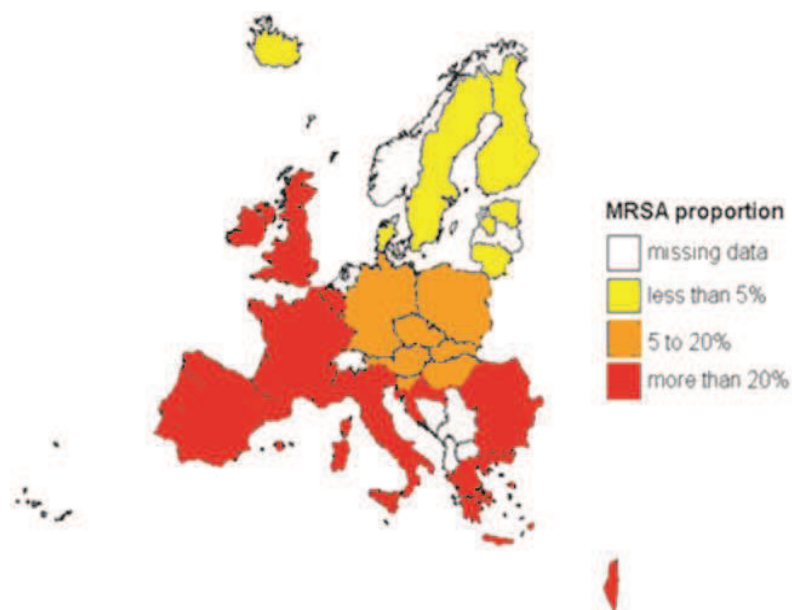 MRSA proportion
missing data
less than 5%
5 to 20%
more than 20%